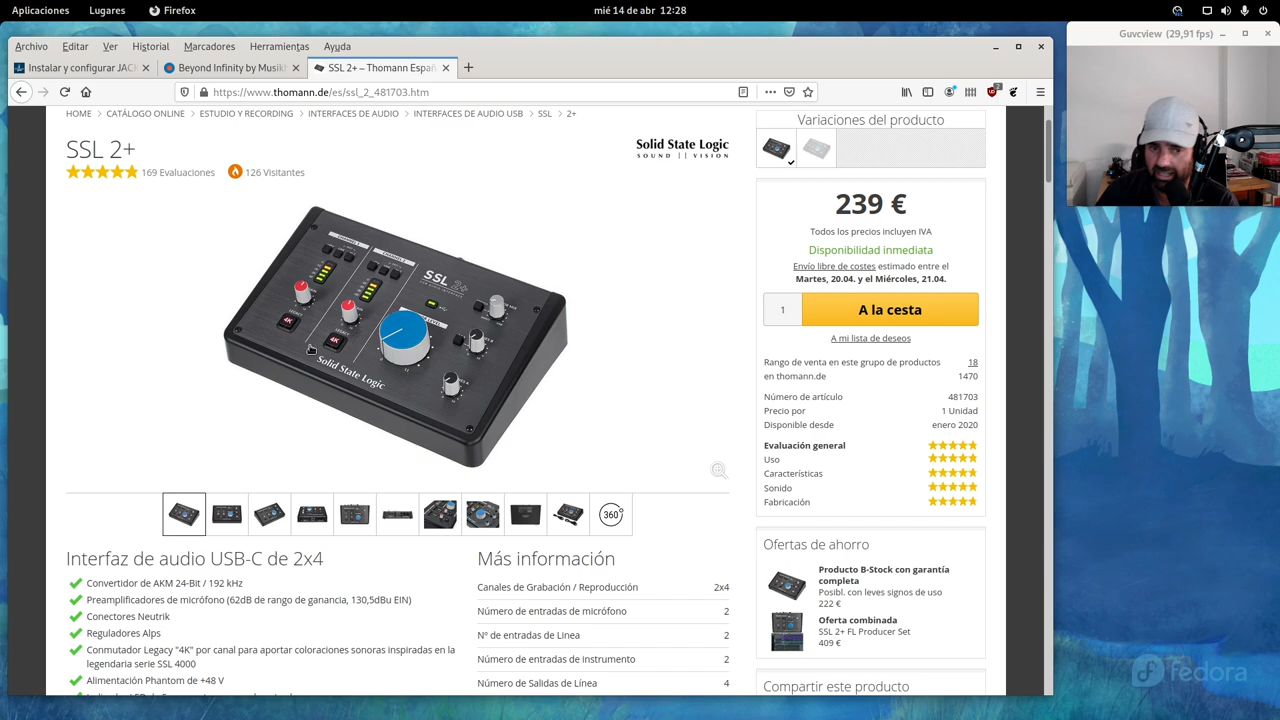 Aplicaciones Lugares Firefox mié 14 de abr 12:28
Guvcview (29,91 fps)
Archivo Editar Ver Historial Marcadores Herramientas Ayuda
Instalar y configurar JACK
Beyond Infinity by Musikh
SSL 2+ – Thomann Españ
https://www.thomann.de/es/ssl_2_481703.htm
HOME CATÁLOGO ONLINE ESTUDIO Y RECORDING INTERFACES DE AUDIO INTERFACES DE AUDIO USB SSL 2+
SSL 2+
169 Evaluaciones 126 Visitantes
Solid State Logic
SOUND || VISION
CHANNEL 1
SSL 2+
LEGACY
4K
LEGACY
4K
Solid State Logic
360°
Interfaz de audio USB-C de 2x4
Convertidor de AKM 24-Bit / 192 kHz
Preamplificadores de micrófono (62dB de rango de ganancia, 130,5dBu EIN)
Conectores Neutrik
Reguladores Alps
Conmutador Legacy "4K" por canal para aportar coloraciones sonoras inspiradas en la
legendaria serie SSL 4000
Alimentación Phantom de +48 V
Más información
Canales de Grabación / Reproducción 2x4
Número de entradas de micrófono 2
Nº de entradas de Linea 2
Número de entradas de instrumento 2
Número de Salidas de Línea 4
Variaciones del producto
239 €
Todos los precios incluyen IVA
Disponibilidad inmediata
Envío libre de costes estimado entre el
Martes, 20.04. y el Miércoles, 21.04.
1 A la cesta
A mi lista de deseos
Rango de venta en este grupo de productos 18
en thomann.de 1470
Número de artículo 481703
Precio por 1 Unidad
Disponible desde enero 2020
Evaluación general
Uso
Características
Sonido
Fabricación
Ofertas de ahorro
Producto B-Stock con garantía
completa
Posibl. con leves signos de uso
222 €
Oferta combinada
SSL 2+ FL Producer Set
409 €
Compartir este producto
fedora